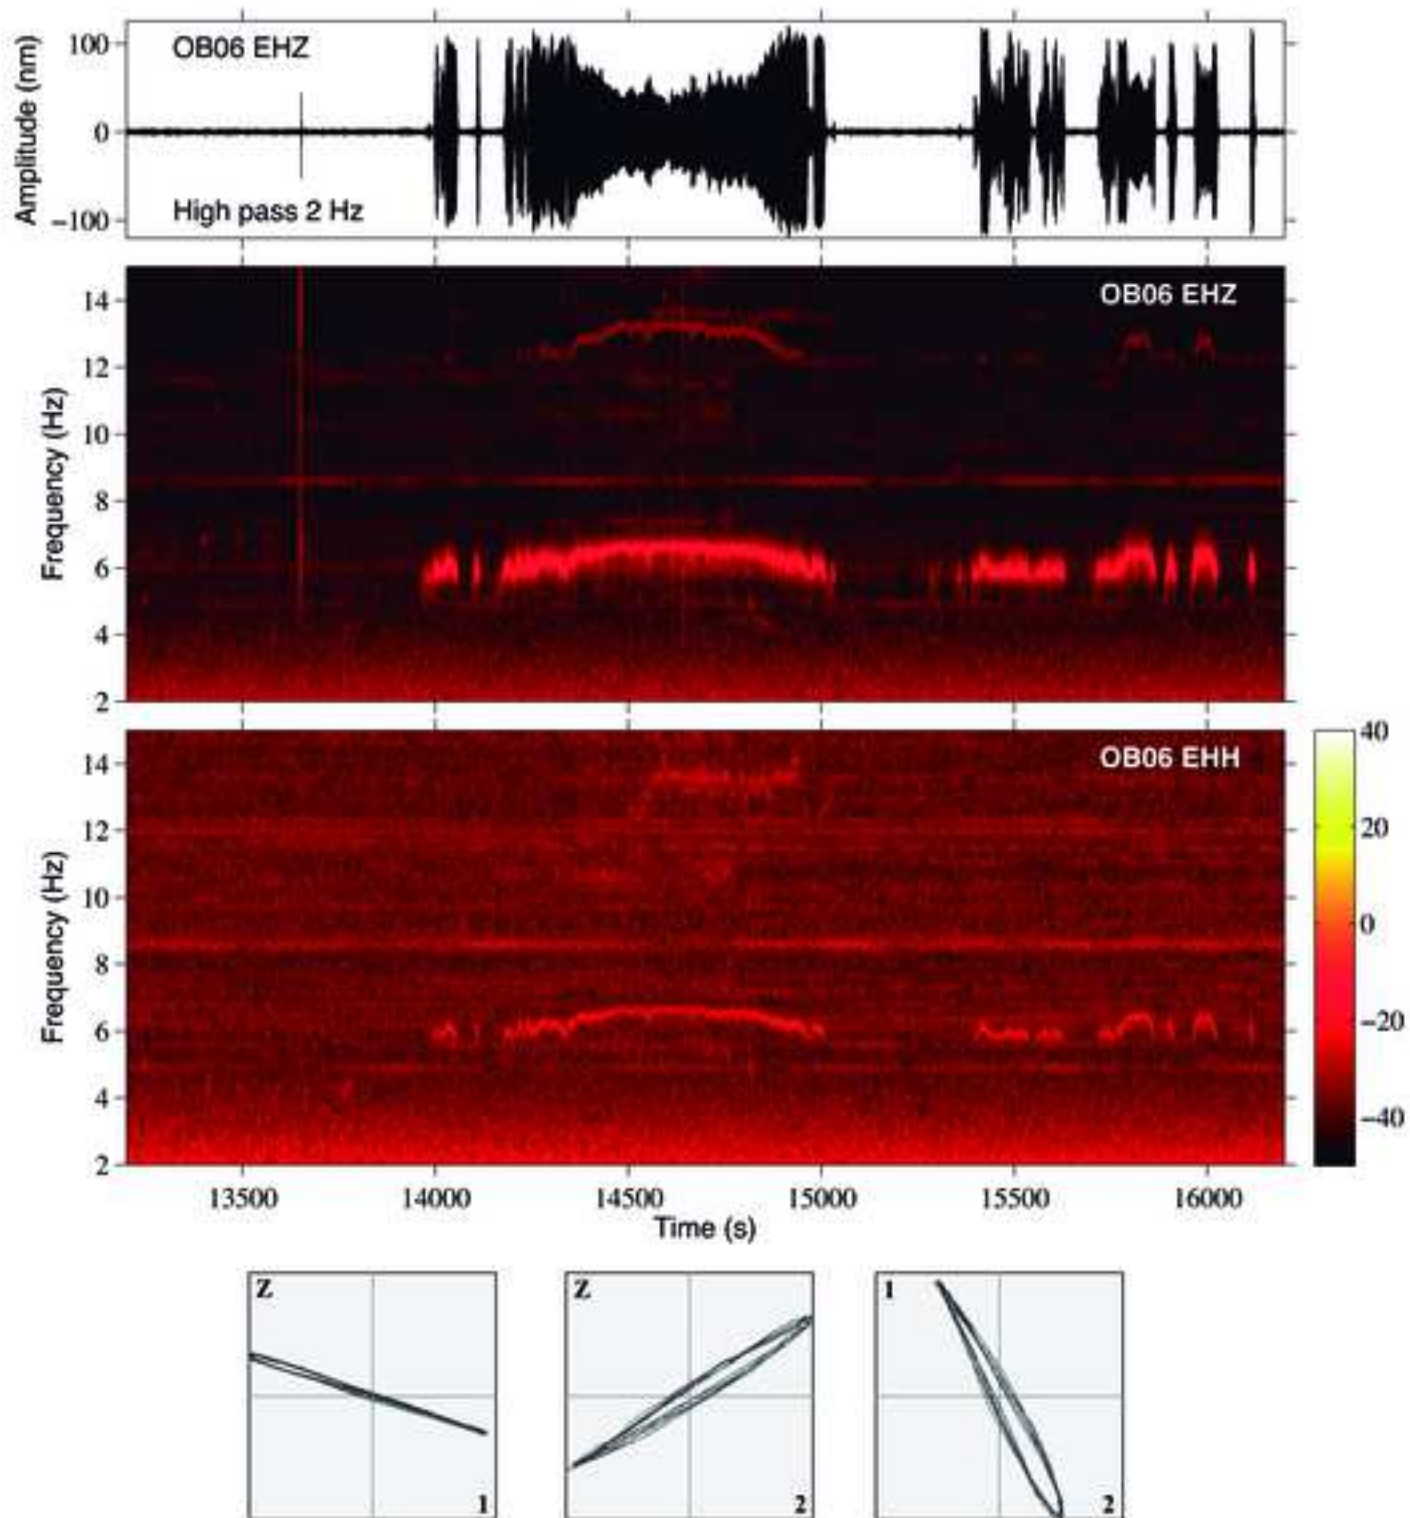 OB06 EHZ
100
0
−100
Amplitude (nm)
High pass 2 Hz
OB06 EHZ
14
12
10
8
6
4
2
Frequency (Hz)
OB06 EHH
14
12
10
8
6
4
2
Frequency (Hz)
40
20
0
−20
−40
13500 14000 14500 15000 15500 16000
Time (s)
Z 1
Z 2
1 2